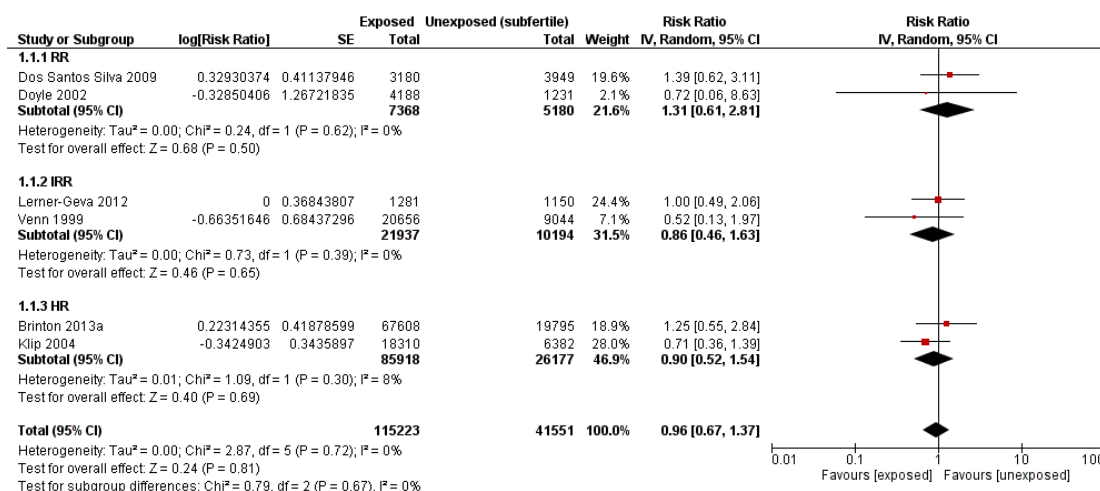 Exposed Unexposed (subfertile) Risk Ratio Risk Ratio
Study or Subgroup log[Risk Ratio] SE Total Total Weight IV, Random, 95% CI IV, Random, 95% CI
1.1.1 RR
Dos Santos Silva 2009 0.32930374 0.41137946 3180 3949 19.6% 1.39 [0.62, 3.11]
Doyle 2002 -0.32850406 1.26721835 4188 1231 2.1% 0.72 [0.06, 8.63]
Subtotal (95% CI) 7368 5180 21.6% 1.31 [0.61, 2.81]
Heterogeneity: Tau² = 0.00; Chi² = 0.24, df = 1 (P = 0.62); I² = 0%
Test for overall effect: Z = 0.68 (P = 0.50)
1.1.2 IRR
Lerner-Geva 2012 0 0.36843807 1281 1150 24.4% 1.00 [0.49, 2.06]
Venn 1999 -0.66351646 0.68437296 20656 9044 7.1% 0.52 [0.13, 1.97]
Subtotal (95% CI) 21937 10194 31.5% 0.86 [0.46, 1.63]
Heterogeneity: Tau² = 0.00; Chi² = 0.73, df = 1 (P = 0.39); I² = 0%
Test for overall effect: Z = 0.46 (P = 0.65)
1.1.3 HR
Brinton 2013a 0.22314355 0.41878599 67608 19795 18.9% 1.25 [0.55, 2.84]
Klip 2004 -0.3424903 0.3435897 18310 6382 28.0% 0.71 [0.36, 1.39]
Subtotal (95% CI) 85918 26177 46.9% 0.90 [0.52, 1.54]
Heterogeneity: Tau² = 0.01; Chi² = 1.09, df = 1 (P = 0.30); I² = 8%
Test for overall effect: Z = 0.40 (P = 0.69)
Total (95% CI) 115223 41551 100.0% 0.96 [0.67, 1.37]
Heterogeneity: Tau² = 0.00; Chi² = 2.87, df = 5 (P = 0.72); I² = 0%
Test for overall effect: Z = 0.24 (P = 0.81)
Test for subgroup differences: Chi² = 0.79, df = 2 (P = 0.67), I² = 0%
0.01 0.1 1 10 100
Favours [exposed] Favours [unexposed]